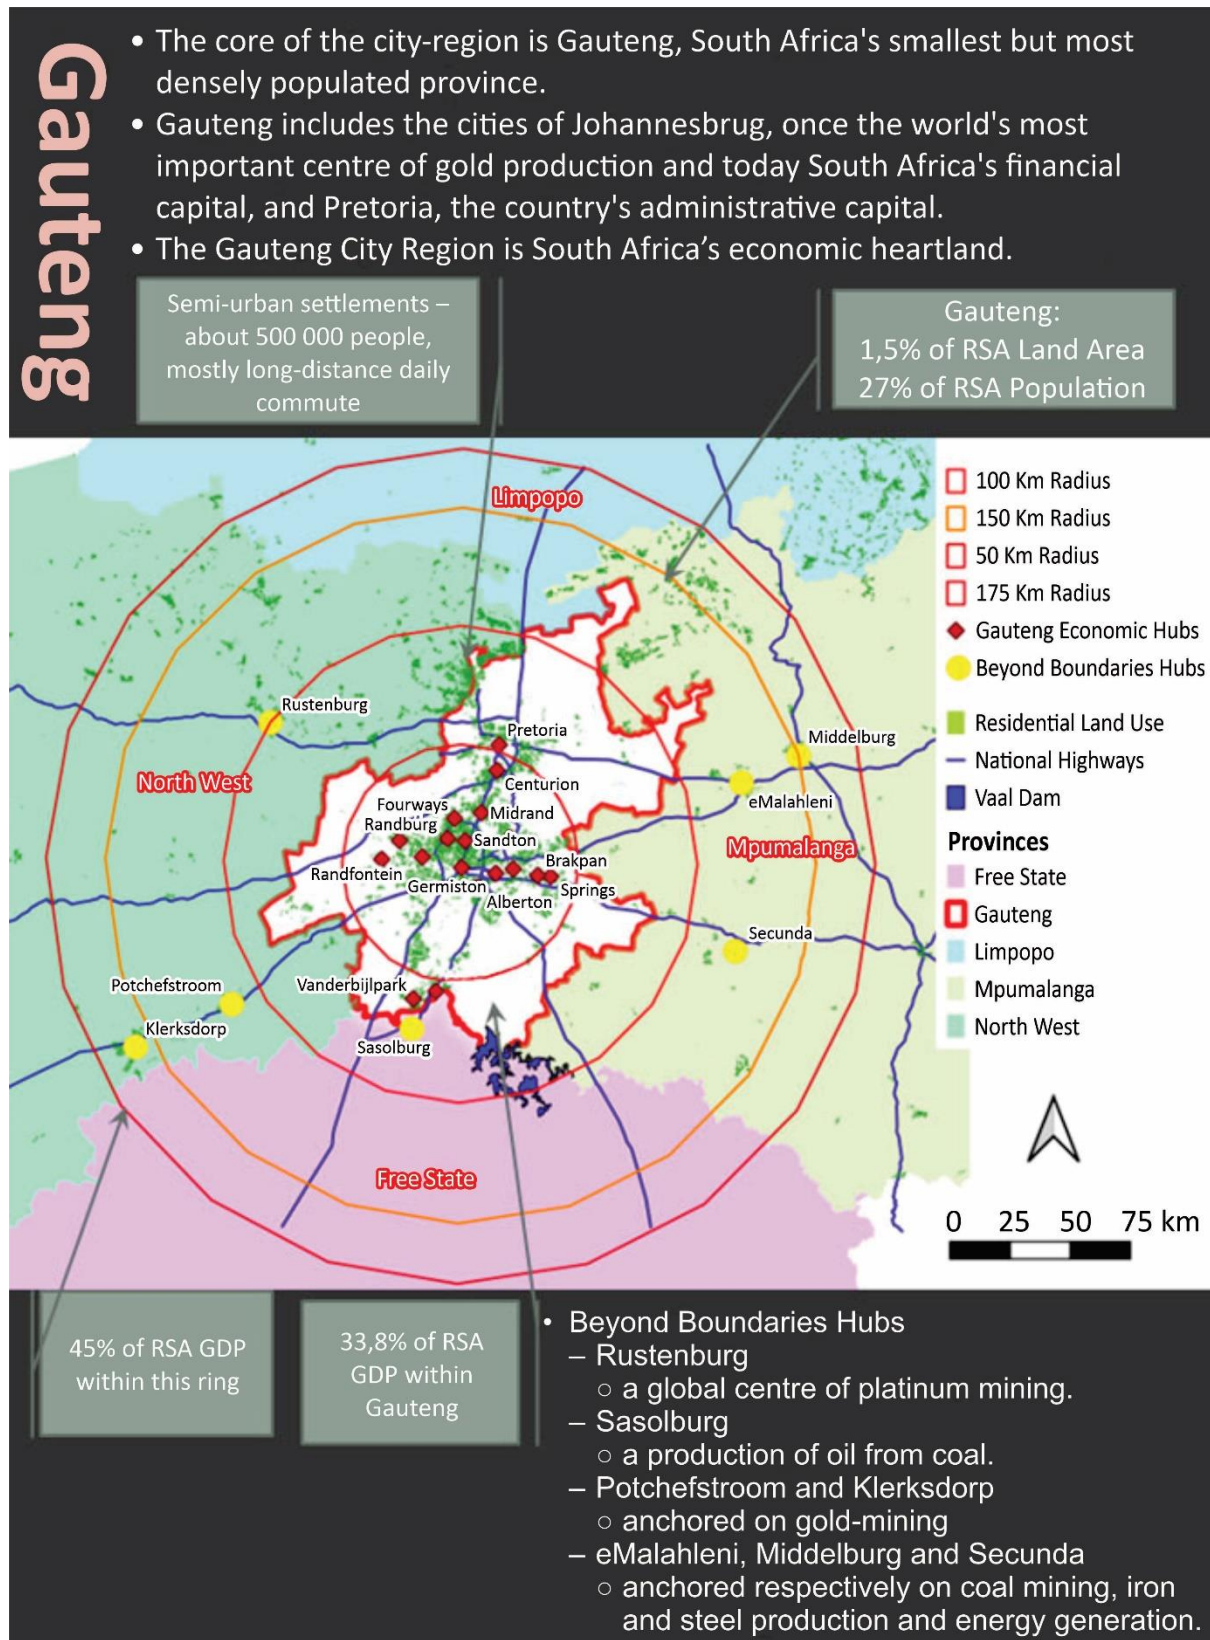 Gauteng
• The core of the city-region is Gauteng, South Africa's smallest but most
densely populated province.
• Gauteng includes the cities of Johannesbrug, once the world's most
important centre of gold production and today South Africa's financial
capital, and Pretoria, the country's administrative capital.
• The Gauteng City Region is South Africa’s economic heartland.
Semi-urban settlements –
about 500 000 people,
mostly long-distance daily
commute
Gauteng:
1,5% of RSA Land Area
27% of RSA Population
Limpopo
Rustenburg
North West
Pretoria
Centurion
Fourways
Midrand
Randburg
Sandton
Randfontein
Germiston
Brakpan
Springs
Alberton
Middelburg
eMalahleni
Mpumalanga
Secunda
Potchefstroom
Vanderbijlpark
Klerksdorp
Sasolburg
Free State
100 Km Radius
150 Km Radius
50 Km Radius
175 Km Radius
Gauteng Economic Hubs
Beyond Boundaries Hubs
Residential Land Use
National Highways
Vaal Dam
Provinces
Free State
Gauteng
Limpopo
Mpumalanga
North West
0 25 50 75 km
45% of RSA GDP
within this ring
33,8% of RSA
GDP within
Gauteng
• Beyond Boundaries Hubs
– Rustenburg
○ a global centre of platinum mining.
– Sasolburg
○ a production of oil from coal.
– Potchefstroom and Klerksdorp
○ anchored on gold-mining
– eMalahleni, Middelburg and Secunda
○ anchored respectively on coal mining, iron
and steel production and energy generation.